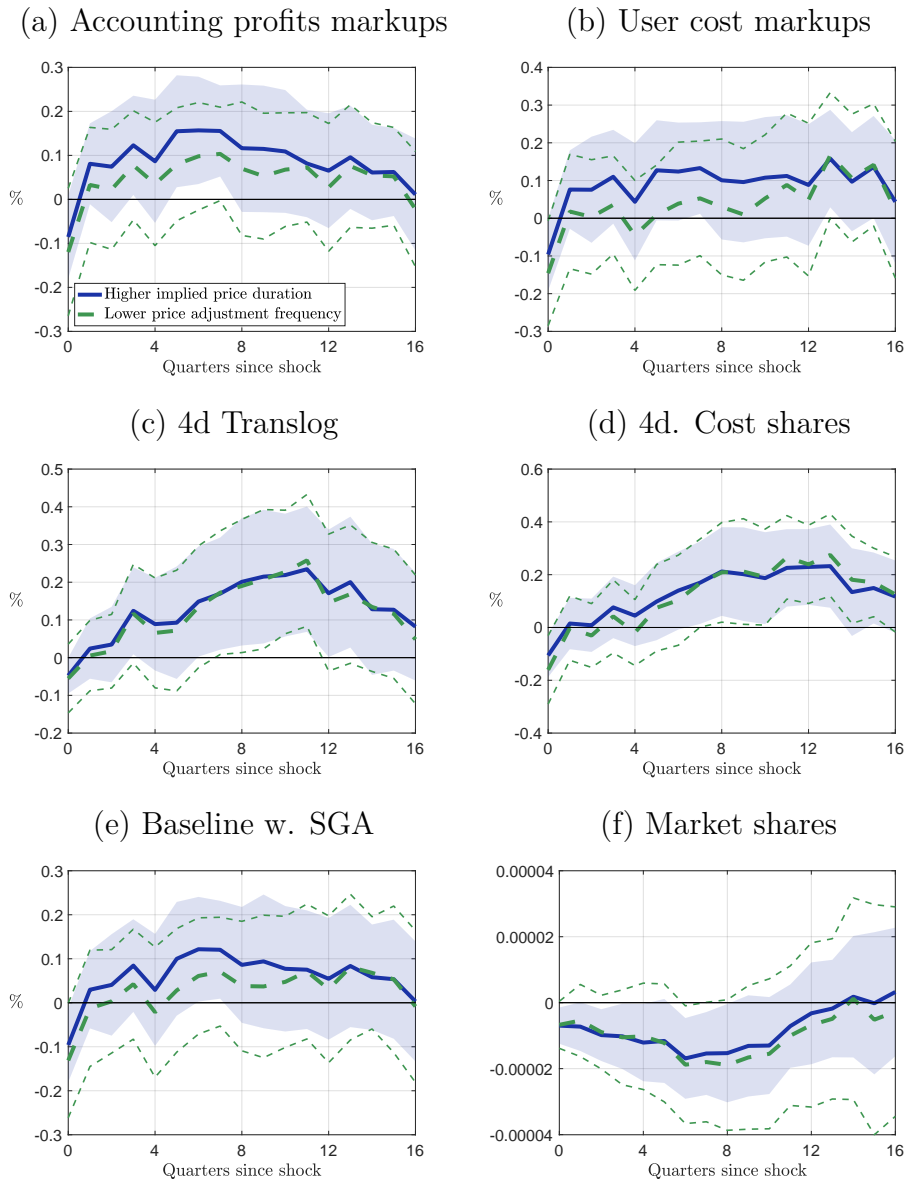 (a) Accounting profits markups
0.3
0.2
0.1
0
-0.1
-0.2
-0.3
%
Higher implied price duration
Lower price adjustment frequency
0 4 8 12 16
Quarters since shock
(b) User cost markups
0.4
0.3
0.2
0.1
0
-0.1
-0.2
-0.3
-0.4
%
0 4 8 12 16
Quarters since shock
(c) 4d Translog
0.5
0.4
0.3
0.2
0.1
0
-0.1
-0.2
%
0 4 8 12 16
Quarters since shock
(d) 4d. Cost shares
0.6
0.4
0.2
0
-0.2
-0.4
%
0 4 8 12 16
Quarters since shock
(e) Baseline w. SGA
0.3
0.2
0.1
0
-0.1
-0.2
-0.3
%
0 4 8 12 16
Quarters since shock
(f) Market shares
0.00004
0.00002
0
-0.00002
-0.00004
%
0 4 8 12 16
Quarters since shock